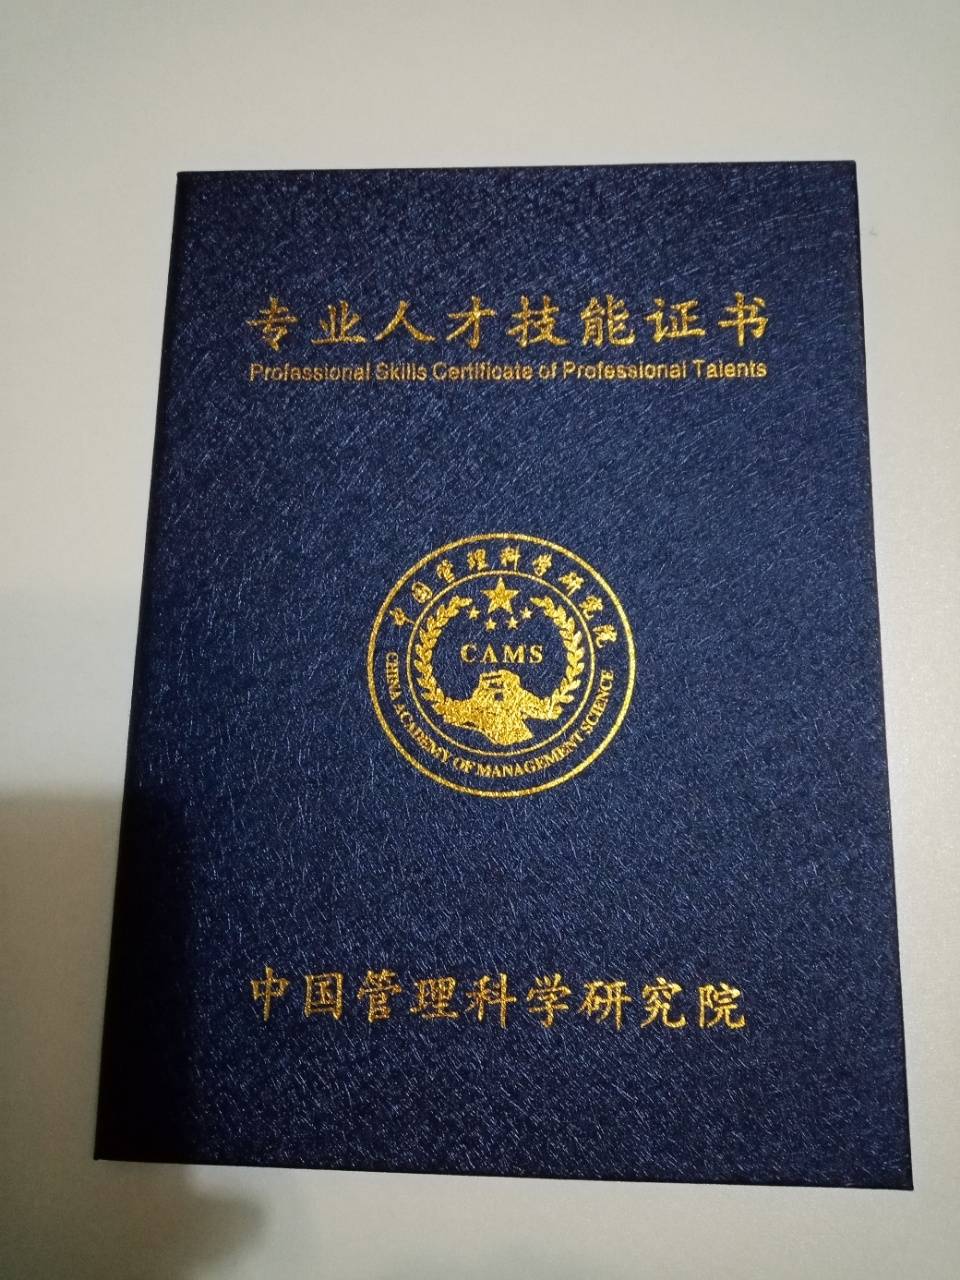 专业人才技能证书
Professional Skills Certificate of Professional Talents
中国管理科学研究院
CAMS
CHINA ACADEMY OF MANAGEMENT SCIENCE
中国管理科学研究院